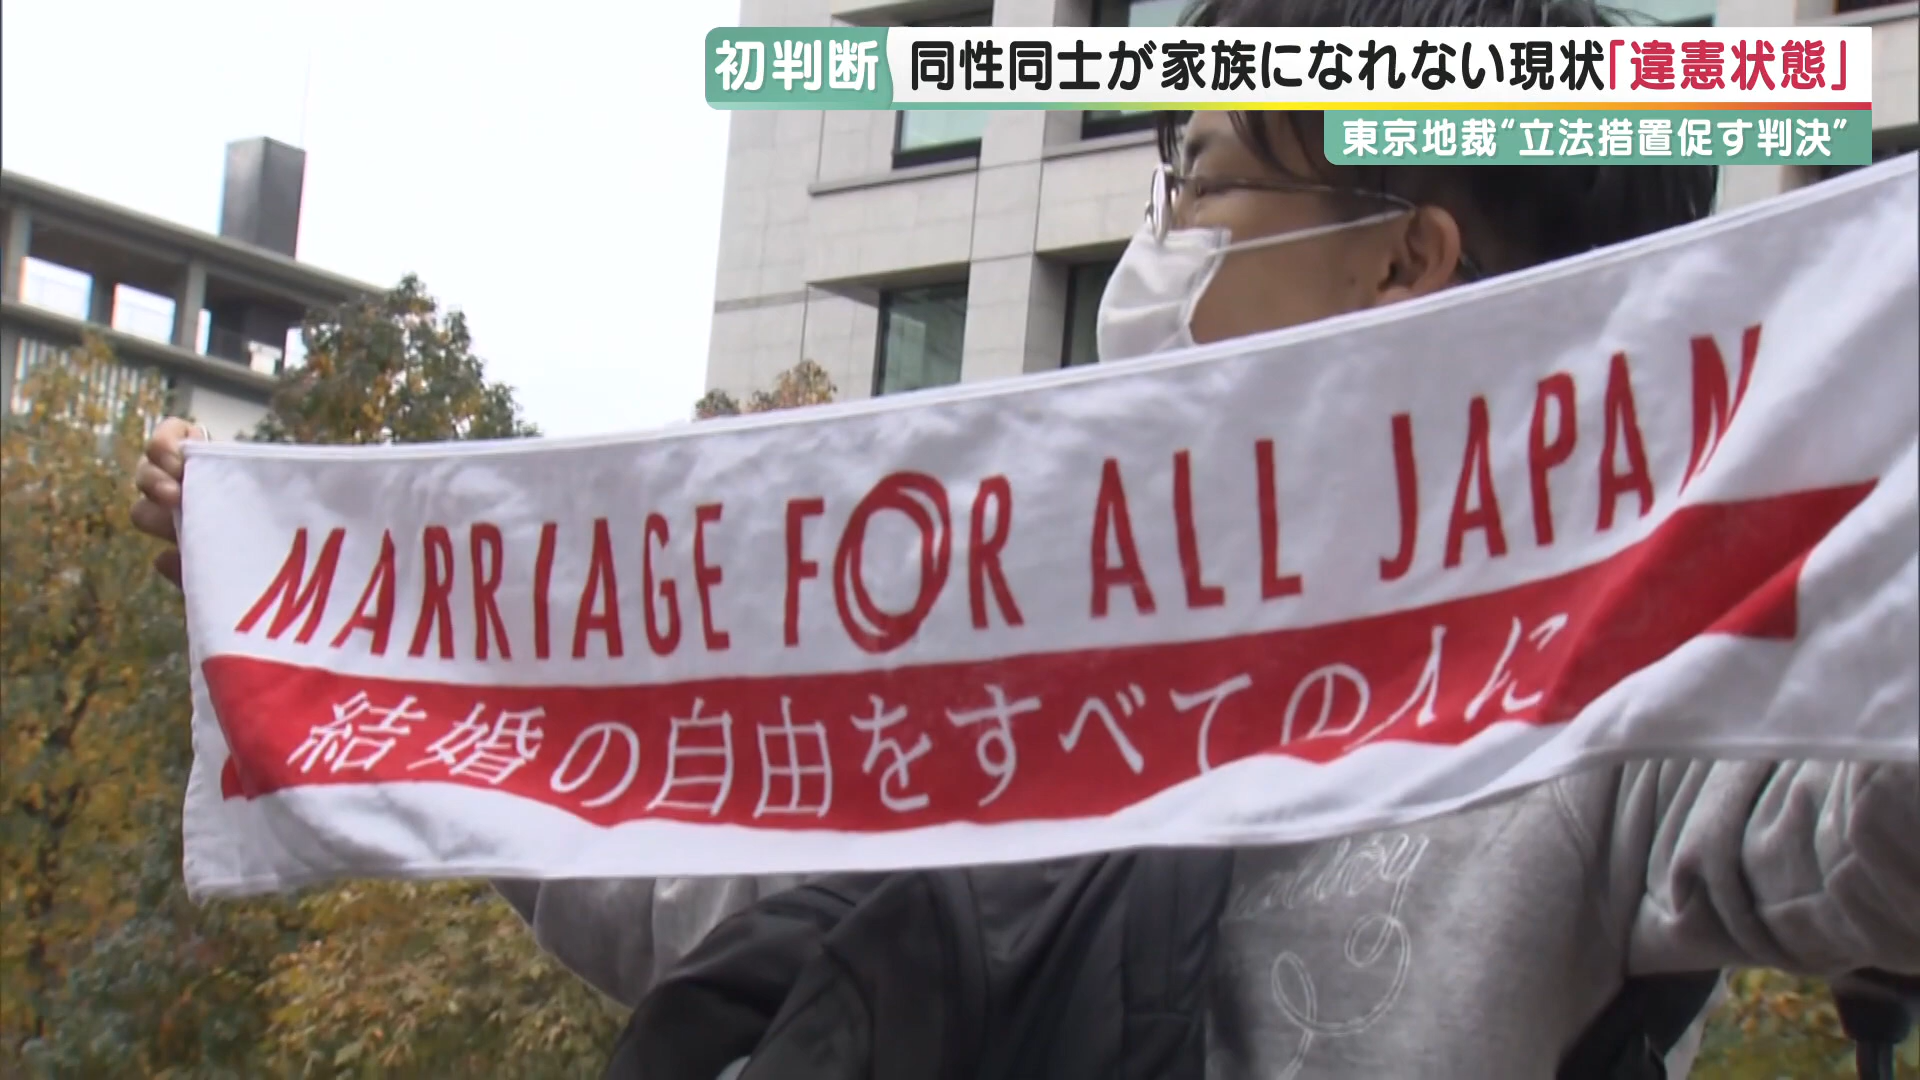 初判断 同性同士が家族になれない現状「違憲状態」
東京地裁“立法措置促す判決”
MARRIAGE FOR ALL JAPAN
結婚の自由をすべての人に